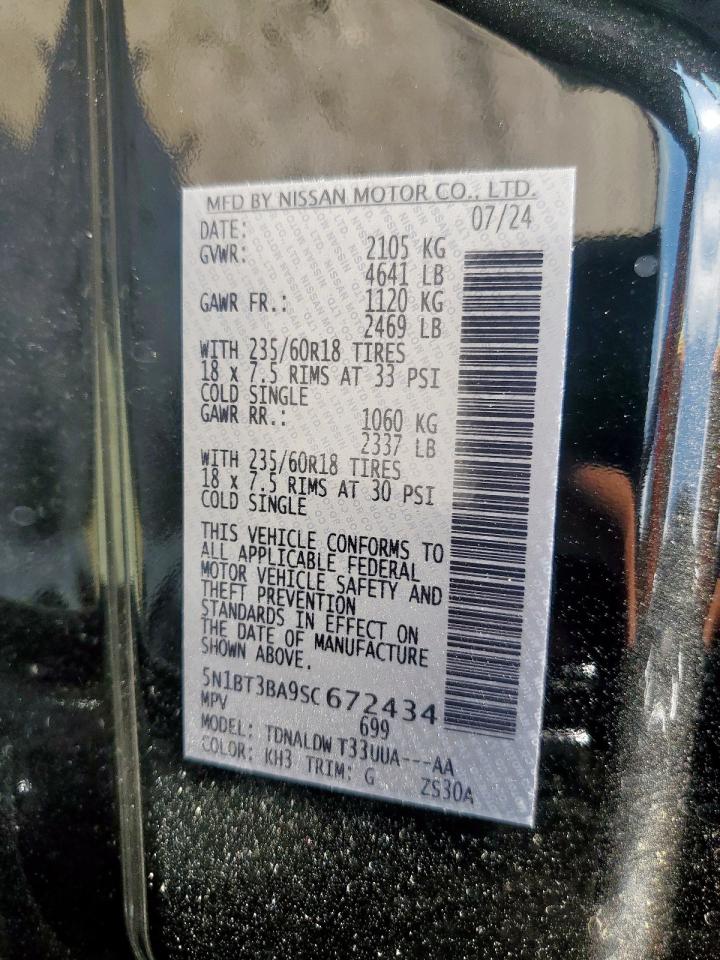 MFD BY NISSAN MOTOR CO., LTD.
DATE: 07/24
GVWR: 2105 KG
4641 LB
GAWR FR.: 1120 KG
2469 LB
WITH 235/60R18 TIRES
18 x 7.5 RIMS AT 33 PSI
COLD SINGLE
GAWR RR.: 1060 KG
2337 LB
WITH 235/60R18 TIRES
18 x 7.5 RIMS AT 30 PSI
COLD SINGLE
THIS VEHICLE CONFORMS TO
ALL APPLICABLE FEDERAL
MOTOR VEHICLE SAFETY AND
THEFT PREVENTION
STANDARDS IN EFFECT ON
THE DATE OF MANUFACTURE
SHOWN ABOVE.
5N1BT3BA9SC672434
MPV 699
MODEL: TDNALDW T33UUA---AA
COLOR: KH3 TRIM: G ZS30A